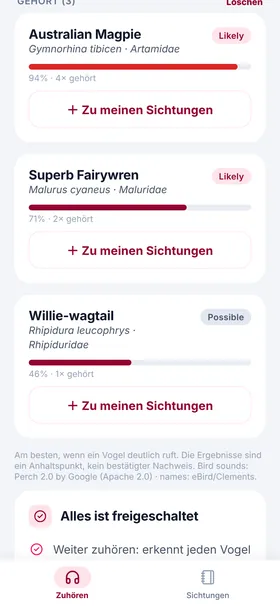 GEHÖRT (3) Löschen
Australian Magpie Likely
Gymnorhina tibicen · Artamidae
94% · 4× gehört
+ Zu meinen Sichtungen
Superb Fairywren Likely
Malurus cyaneus · Maluridae
71% · 2× gehört
+ Zu meinen Sichtungen
Willie-wagtail Possible
Rhipidura leucophrys ·
Rhipiduridae
46% · 1× gehört
+ Zu meinen Sichtungen
Am besten, wenn ein Vogel deutlich ruft. Die Ergebnisse sind
ein Anhaltspunkt, kein bestätigter Nachweis. Bird sounds:
Perch 2.0 by Google (Apache 2.0) · names: eBird/Clements.
Alles ist freigeschaltet
Weiter zuhören: erkennt jeden Vogel
Zuhören Sichtungen